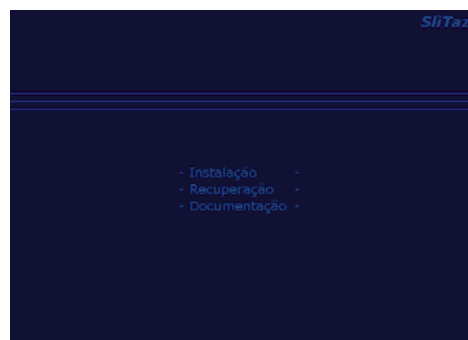 SliTaz
- Instalação -
- Recuperação -
- Documentação -